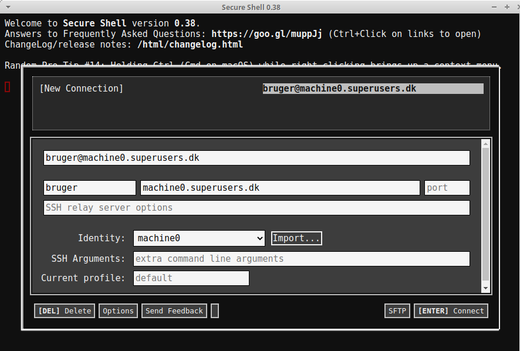 Secure Shell 0.38
Welcome to Secure Shell version 0.38.
Answers to Frequently Asked Questions: https://goo.gl/muppJj (Ctrl+Click on links to open)
ChangeLog/release notes: /html/changelog.html
Random Pro Tip #14: Holding Ctrl (Cmd on macOS) while right clicking brings up a context menu
[New Connection] bruger@machine0.superusers.dk
bruger@machine0.superusers.dk
bruger machine0.superusers.dk port
SSH relay server options
Identity: machine0 Import...
SSH Arguments: extra command line arguments
Current profile: default
[DEL] Delete Options Send Feedback SFTP [ENTER] Connect